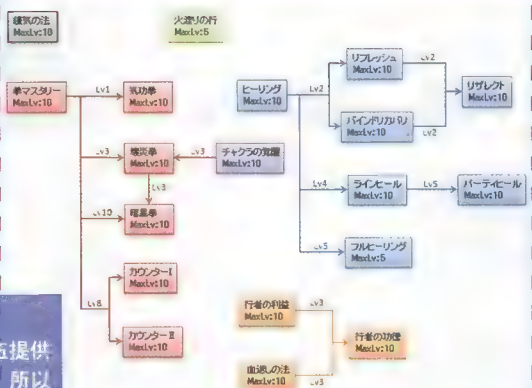 練気の法
MaxLv:10
火渡りの行
MaxLv:5
拳マスタリー
MaxLv:10
Lv1
気功拳
MaxLv:10
Lv3
壊炎拳
MaxLv:10
Lv3
チャクラの覚醒
MaxLv:10
Lv3
Lv10
MaxLv:10
Lv8
カウンターⅠ
MaxLv:10
カウンターⅡ
MaxLv:10
ヒーリング
MaxLv:10
Lv2
リフレッシュ
MaxLv:10
Lv2
バインドリカバリ
MaxLv:10
Lv2
リザレクト
MaxLv:10
Lv4
ラインヒール
MaxLv:10
Lv5
パーティヒール
MaxLv:10
Lv5
フルヒーリング
MaxLv:5
行者の利益
MaxLv:10
Lv3
行者の功徳
MaxLv:10
血返しの法
MaxLv:10
Lv3
伍提供
所以